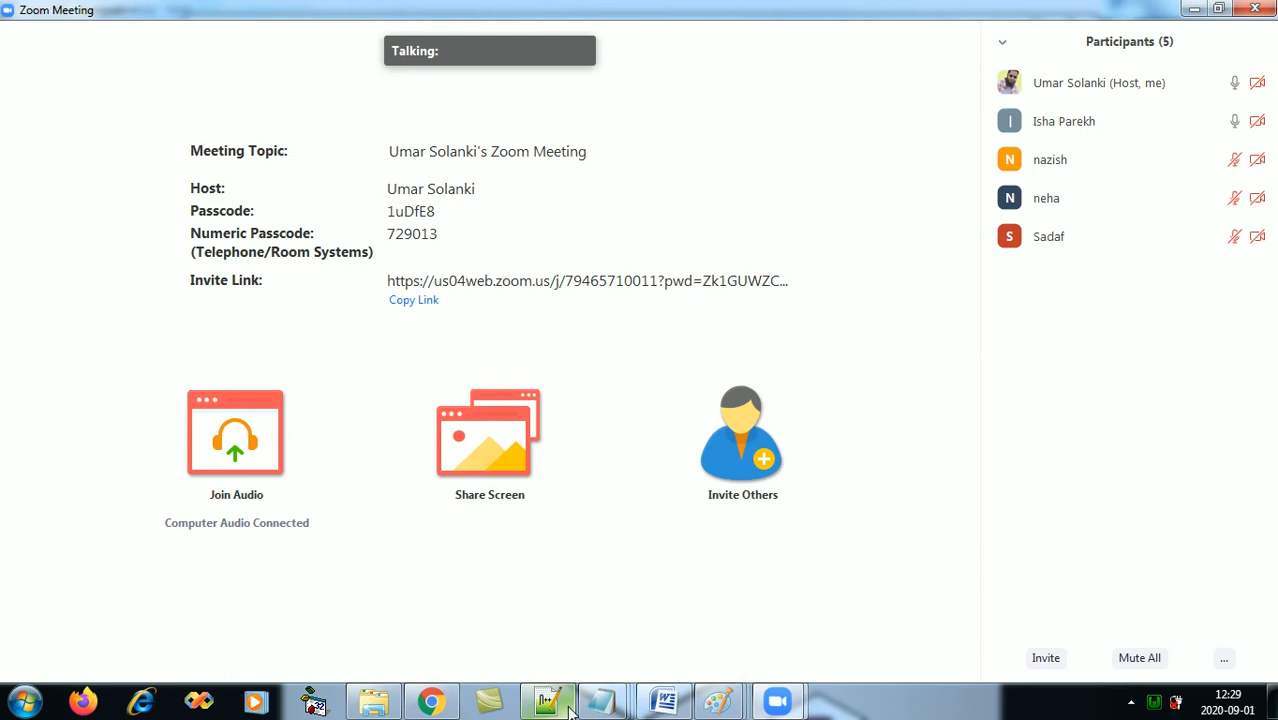 Zoom Meeting
Talking:
Participants (5)
Umar Solanki (Host, me)
I Isha Parekh
N nazish
N neha
S Sadaf
Meeting Topic: Umar Solanki's Zoom Meeting
Host: Umar Solanki
Passcode: 1uDfE8
Numeric Passcode: 729013
(Telephone/Room Systems)
Invite Link: https://us04web.zoom.us/j/79465710011?pwd=Zk1GUWZC...
Copy Link
Join Audio
Share Screen
Invite Others
Computer Audio Connected
Invite
Mute All
...
12:29
2020-09-01